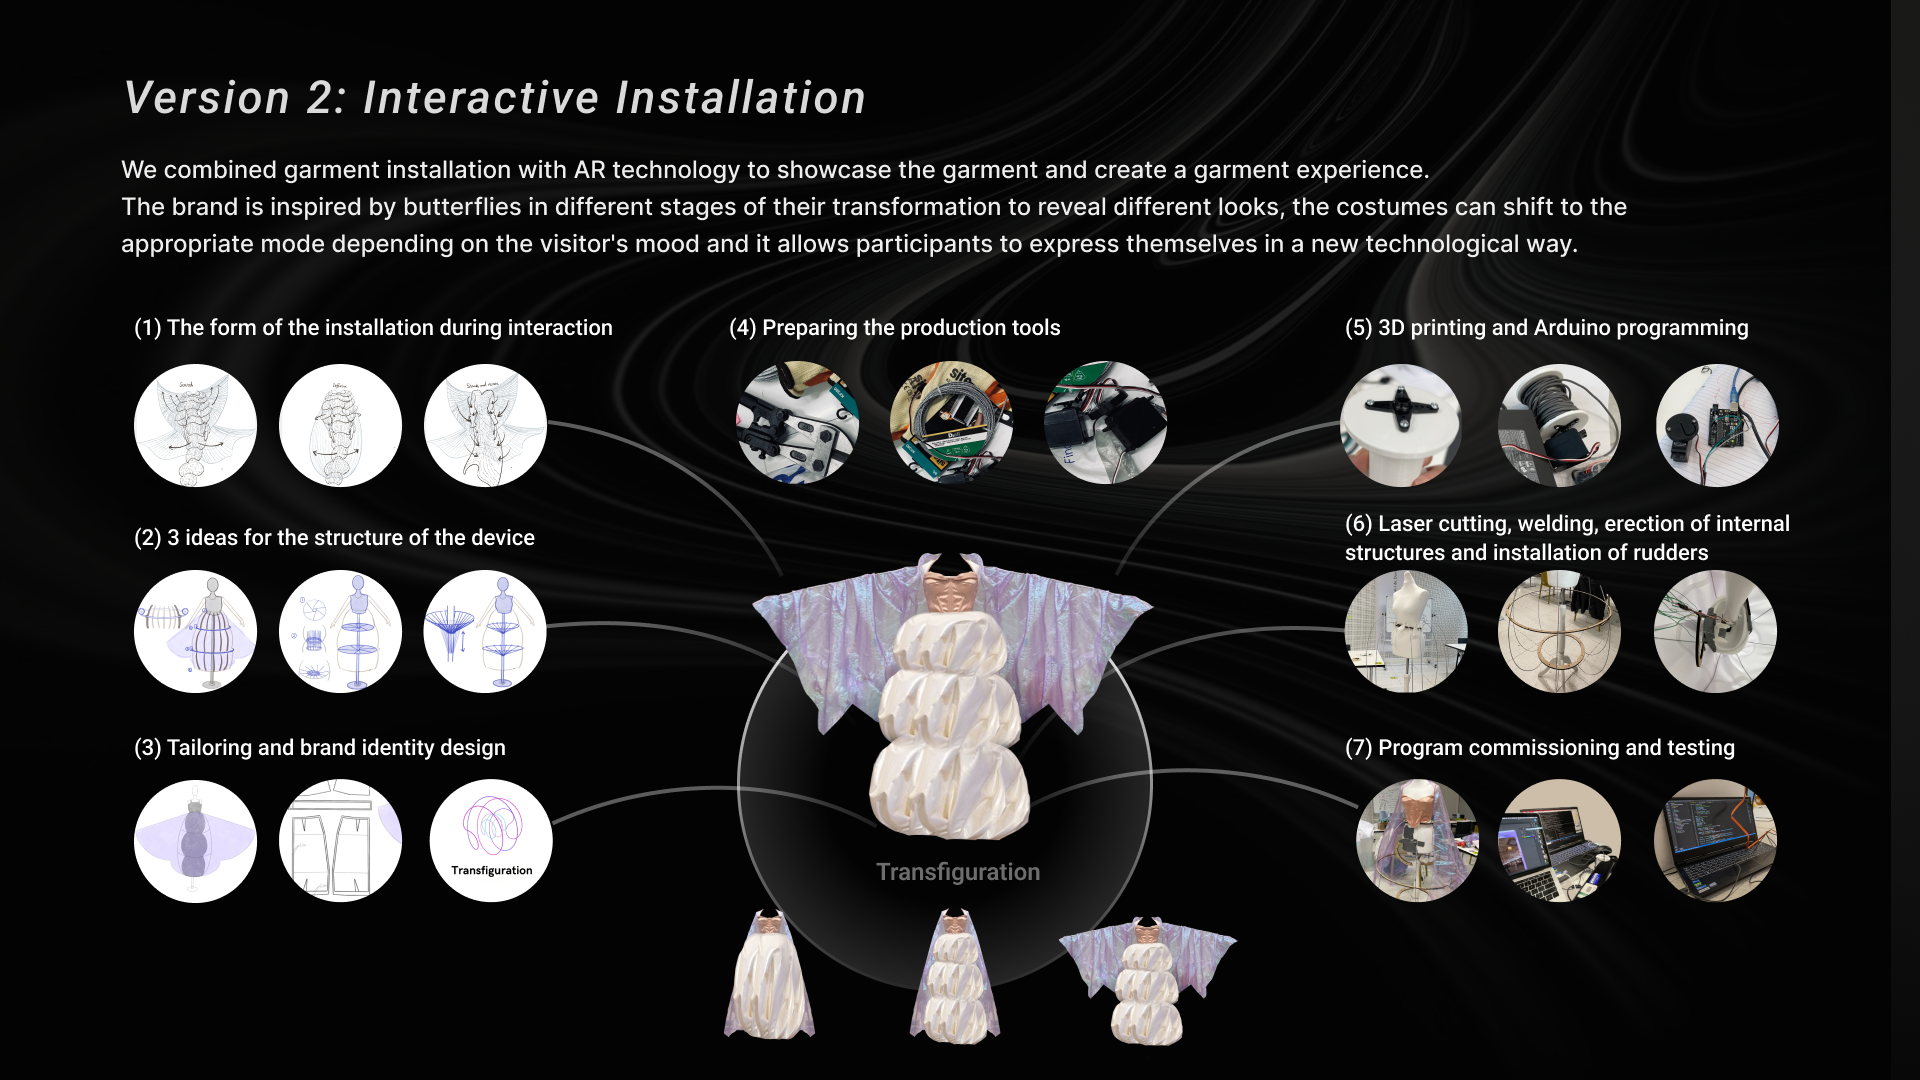 Version 2: Interactive Installation
We combined garment installation with AR technology to showcase the garment and create a garment experience.
The brand is inspired by butterflies in different stages of their transformation to reveal different looks, the costumes can shift to the
appropriate mode depending on the visitor's mood and it allows participants to express themselves in a new technological way.
(1) The form of the installation during interaction
(2) 3 ideas for the structure of the device
(3) Tailoring and brand identity design
Transfiguration
(4) Preparing the production tools
Transfiguration
(5) 3D printing and Arduino programming
(6) Laser cutting, welding, erection of internal
structures and installation of rudders
(7) Program commissioning and testing